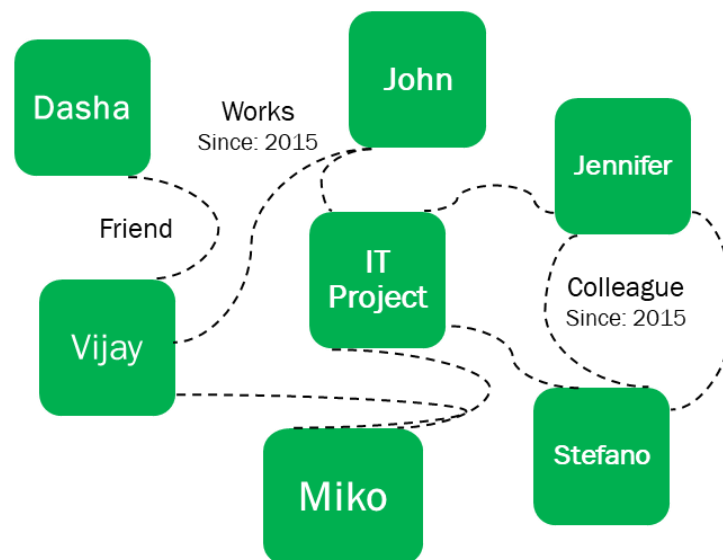 John
Dasha
Works
Since: 2015
Jennifer
Friend
IT
Project
Colleague
Since: 2015
Vijay
Stefano
Miko